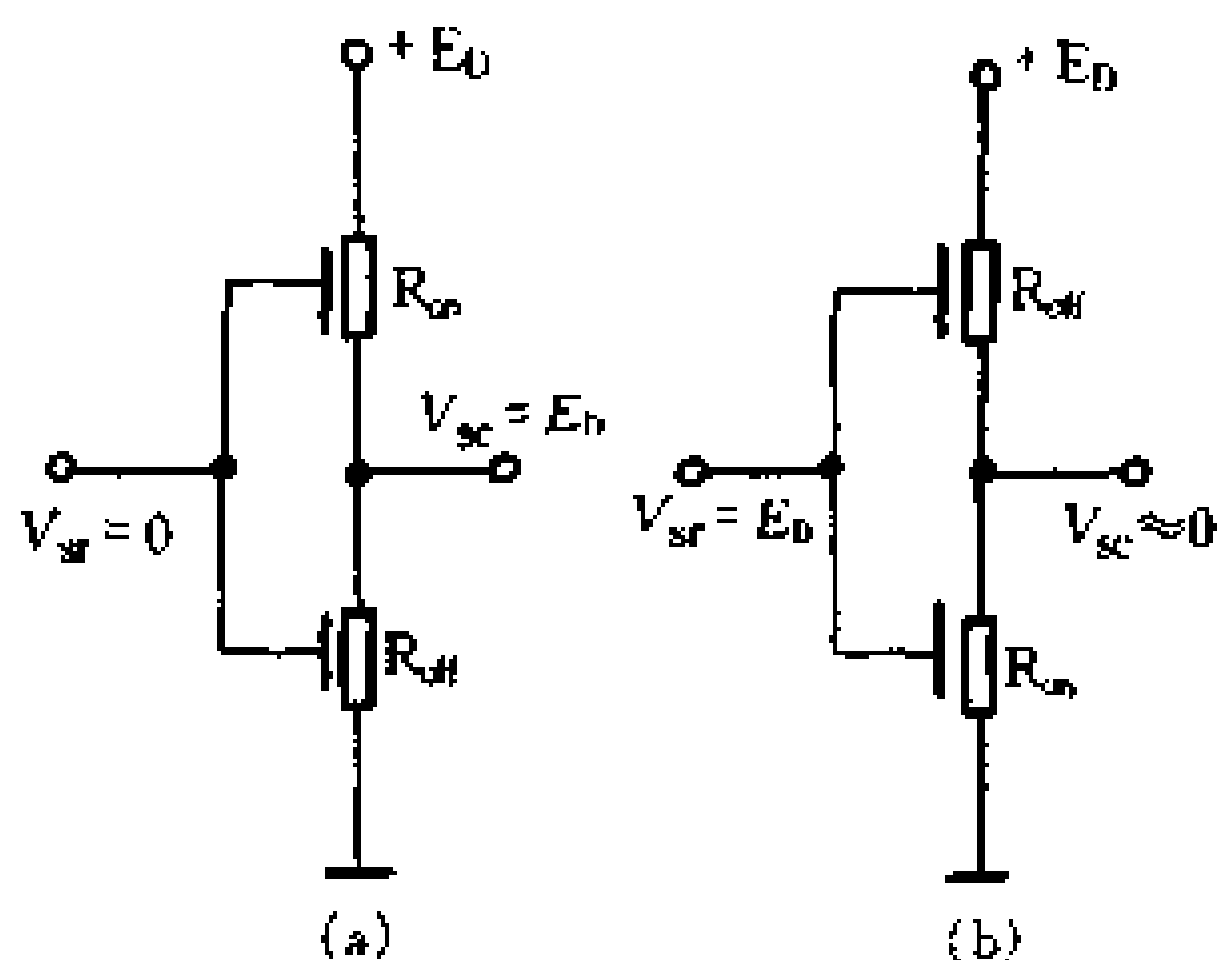 + E_D
+ E_D
R_on
R_off
V_sc = E_D
V_sr = 0
V_sr = E_D
V_sc ≈ 0
R_off
R_on
(a)
(b)